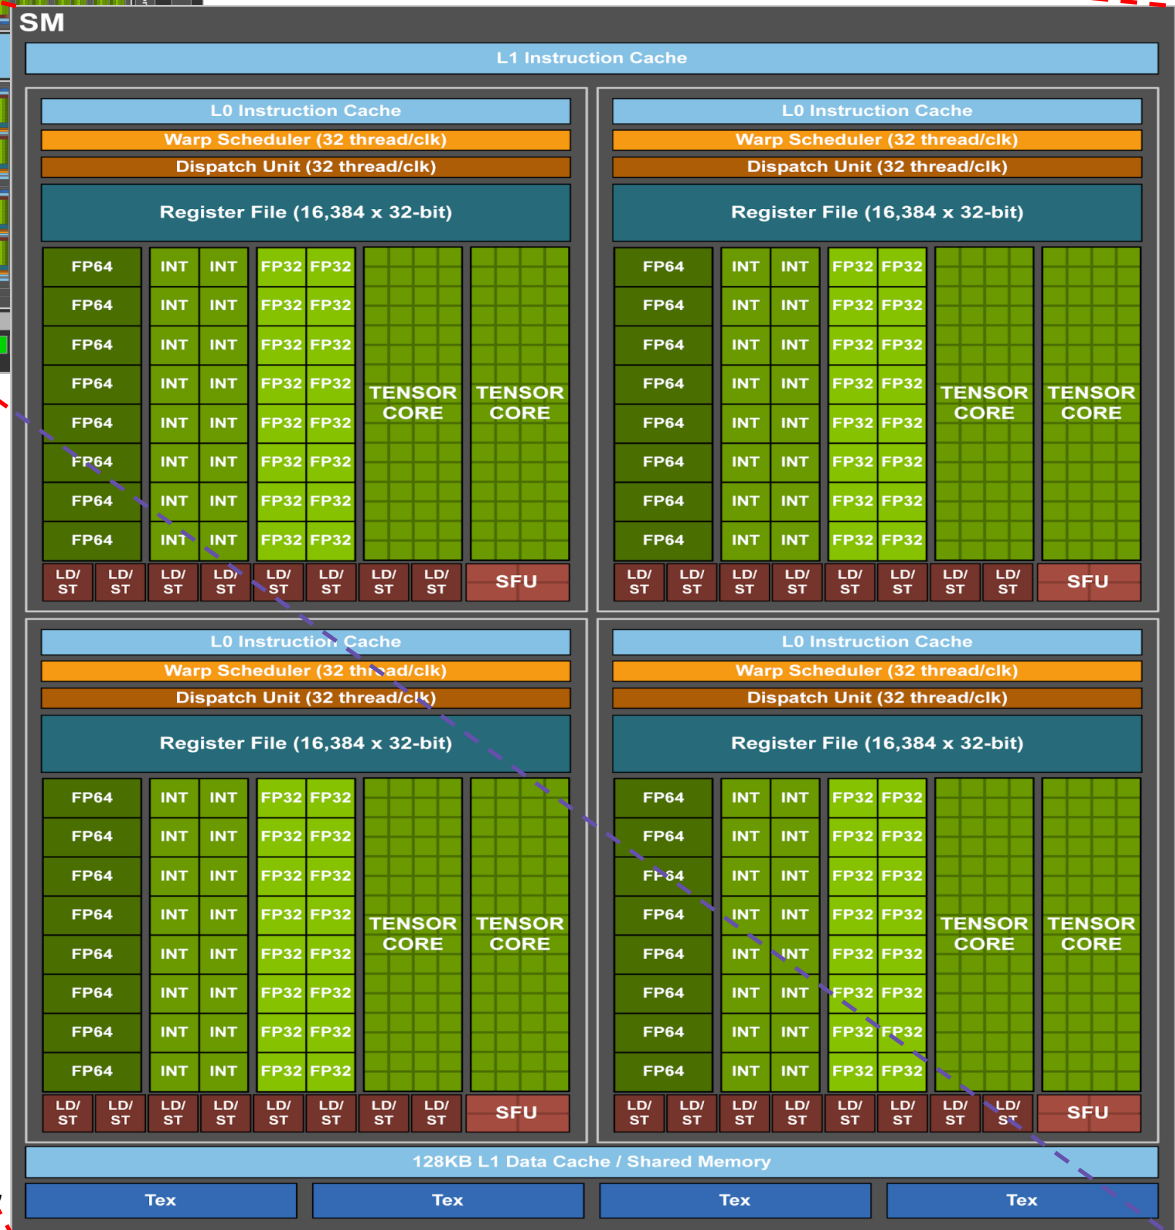 SM
L1 Instruction Cache
L0 Instruction Cache
Warp Scheduler (32 thread/clk)
Dispatch Unit (32 thread/clk)
Register File (16,384 x 32-bit)
FP64 INT INT FP32 FP32
FP64 INT INT FP32 FP32
FP64 INT INT FP32 FP32
FP64 INT INT FP32 FP32
FP64 INT INT FP32 FP32
FP64 INT INT FP32 FP32
FP64 INT INT FP32 FP32
FP64 INT INT FP32 FP32
TENSOR CORE
TENSOR CORE
LD/ST LD/ST LD/ST LD/ST LD/ST LD/ST LD/ST LD/ST SFU
L0 Instruction Cache
Warp Scheduler (32 thread/clk)
Dispatch Unit (32 thread/clk)
Register File (16,384 x 32-bit)
FP64 INT INT FP32 FP32
FP64 INT INT FP32 FP32
FP64 INT INT FP32 FP32
FP64 INT INT FP32 FP32
FP64 INT INT FP32 FP32
FP64 INT INT FP32 FP32
FP64 INT INT FP32 FP32
FP64 INT INT FP32 FP32
TENSOR CORE
TENSOR CORE
LD/ST LD/ST LD/ST LD/ST LD/ST LD/ST LD/ST LD/ST SFU
L0 Instruction Cache
Warp Scheduler (32 thread/clk)
Dispatch Unit (32 thread/clk)
Register File (16,384 x 32-bit)
FP64 INT INT FP32 FP32
FP64 INT INT FP32 FP32
FP64 INT INT FP32 FP32
FP64 INT INT FP32 FP32
FP64 INT INT FP32 FP32
FP64 INT INT FP32 FP32
FP64 INT INT FP32 FP32
FP64 INT INT FP32 FP32
TENSOR CORE
TENSOR CORE
LD/ST LD/ST LD/ST LD/ST LD/ST LD/ST LD/ST LD/ST SFU
L0 Instruction Cache
Warp Scheduler (32 thread/clk)
Dispatch Unit (32 thread/clk)
Register File (16,384 x 32-bit)
FP64 INT INT FP32 FP32
FP64 INT INT FP32 FP32
FP64 INT INT FP32 FP32
FP64 INT INT FP32 FP32
FP64 INT INT FP32 FP32
FP64 INT INT FP32 FP32
FP64 INT INT FP32 FP32
FP64 INT INT FP32 FP32
TENSOR CORE
TENSOR CORE
LD/ST LD/ST LD/ST LD/ST LD/ST LD/ST LD/ST LD/ST SFU
128KB L1 Data Cache / Shared Memory
Tex Tex Tex Tex